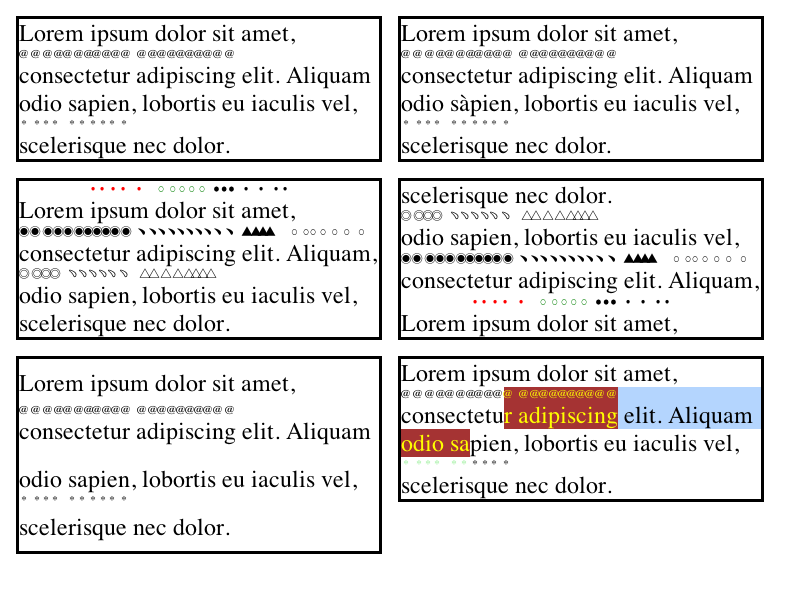 Lorem ipsum dolor sit amet,
consectetur adipiscing elit. Aliquam
odio sapien, lobortis eu iaculis vel,
scelerisque nec dolor.
Lorem ipsum dolor sit amet,
consectetur adipiscing elit. Aliquam
odio sàpien, lobortis eu iaculis vel,
scelerisque nec dolor.
Lorem ipsum dolor sit amet,
consectetur adipiscing elit. Aliquam,
odio sapien, lobortis eu iaculis vel,
scelerisque nec dolor.
scelerisque nec dolor.
odio sapien, lobortis eu iaculis vel,
consectetur adipiscing elit. Aliquam,
Lorem ipsum dolor sit amet,
Lorem ipsum dolor sit amet,
consectetur adipiscing elit. Aliquam
odio sapien, lobortis eu iaculis vel,
scelerisque nec dolor.
Lorem ipsum dolor sit amet,
consectetur adipiscing elit. Aliquam
odio sapien, lobortis eu iaculis vel,
scelerisque nec dolor.